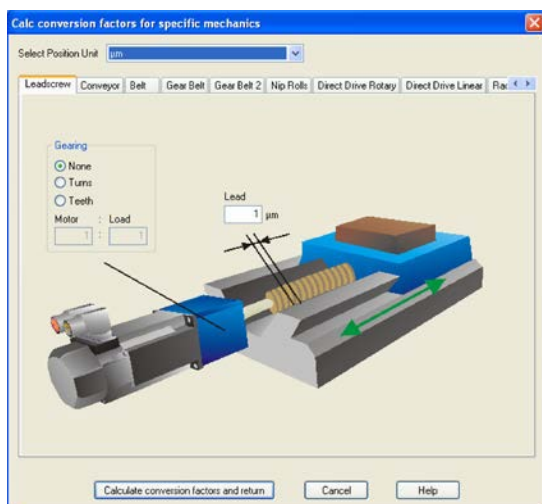 Calc conversion factors for specific mechanics
Select Position Unit µm
Leadscrew Conveyor Belt Gear Belt Gear Belt 2 Nip Rolls Direct Drive Rotary Direct Drive Linear
Gearing
None
Turns
Teeth
Motor : Load
1 : 1
Lead
1 µm
Calculate conversion factors and return Cancel Help